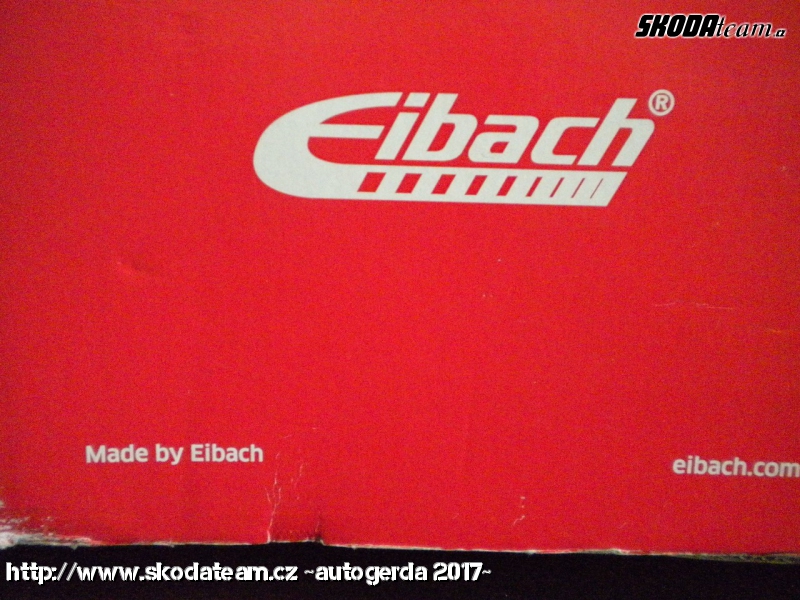 SKODAteam.cz
Eibach®
Made by Eibach
eibach.com
http://www.skodateam.cz ~autogerda 2017~